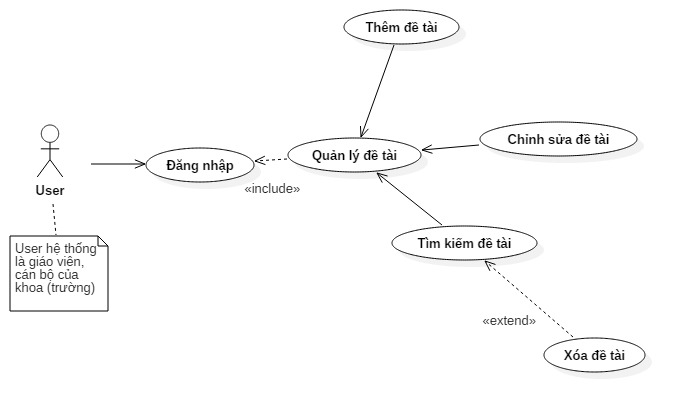 Thêm đề tài
Chỉnh sửa đề tài
Quản lý đề tài
Đăng nhập
«include»
User
User hệ thống
là giáo viên,
cán bộ của
khoa (trường)
Tìm kiếm đề tài
«extend»
Xóa đề tài